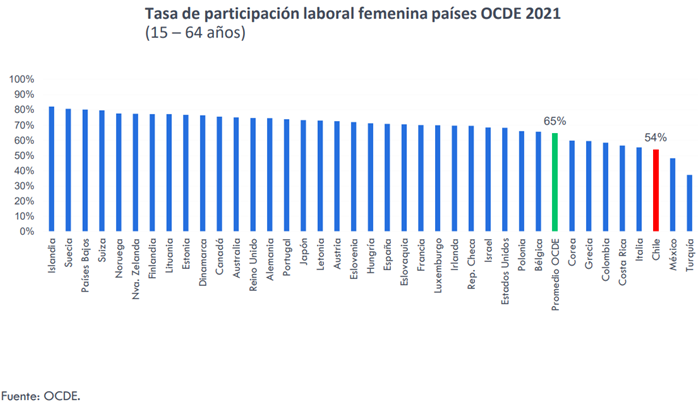 Tasa de participación laboral femenina países OCDE 2021
(15 – 64 años)
100%
90%
80%
70%
60%
50%
40%
30%
20%
10%
0%
65%
54%
Islandia
Suecia
Países Bajos
Suiza
Noruega
Nva. Zelanda
Finlandia
Lituania
Estonia
Dinamarca
Canadá
Australia
Reino Unido
Alemania
Portugal
Japón
Letonia
Austria
Eslovenia
Hungría
España
Eslovaquia
Francia
Luxemburgo
Irlanda
Rep. Checa
Israel
Estados Unidos
Polonia
Bélgica
Promedio OCDE
Corea
Grecia
Colombia
Costa Rica
Italia
Chile
México
Turquía
Fuente: OCDE.